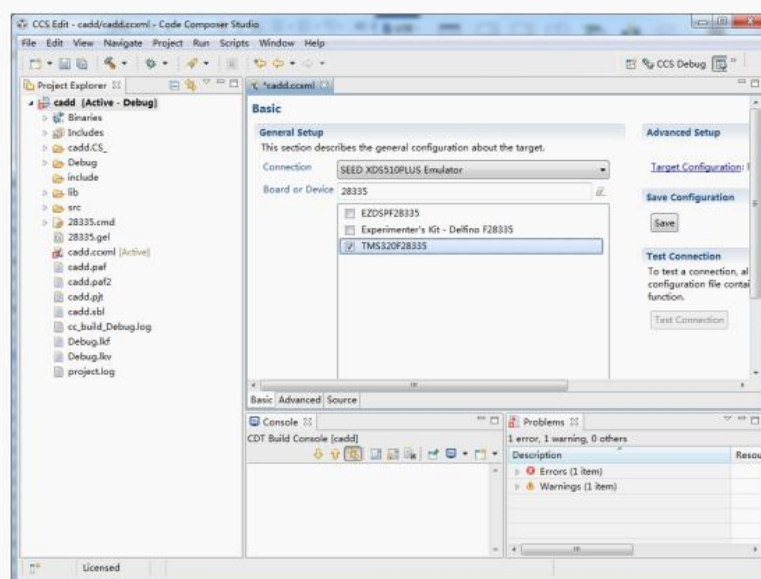 CCS Edit - cadd/cadd.ccxml - Code Composer Studio
File Edit View Navigate Project Run Scripts Window Help
CCS Debug
Project Explorer
cadd [Active - Debug]
Binaries
Includes
cadd.CS_
Debug
include
lib
src
28335.cmd
28335.gel
cadd.ccxml [Active]
cadd.paf
cadd.paf2
cadd.pjt
cadd.sbl
cc_build_Debug.log
Debug.lkf
Debug.lkv
project.log
*cadd.ccxml
Basic
General Setup
This section describes the general configuration about the target.
Connection SEED XDS510PLUS Emulator
Board or Device 28335
EZDSPF28335
Experimenter's Kit - Delfino F28335
TMS320F28335
Advanced Setup
Target Configuration:
Save Configuration
Save
Test Connection
To test a connection, al
configuration file contai
function.
Test Connection
Basic Advanced Source
Console
CDT Build Console [cadd]
Problems
1 error, 1 warning, 0 others
Description Resou
Errors (1 item)
Warnings (1 item)
Licensed